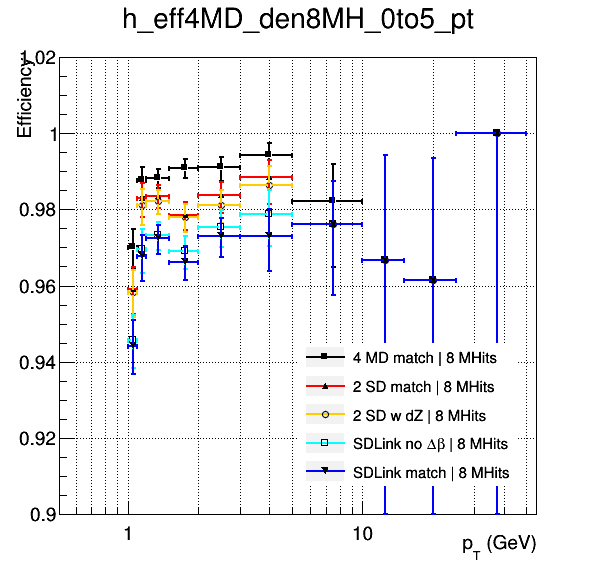 h_eff4MD_den8MH_0to5_pt
Efficiency
1.02
1
0.98
0.96
0.94
0.92
0.9
4 MD match | 8 MHits
2 SD match | 8 MHits
2 SD w dZ | 8 MHits
SDLink no Δβ | 8 MHits
SDLink match | 8 MHits
1
10
p_T (GeV)